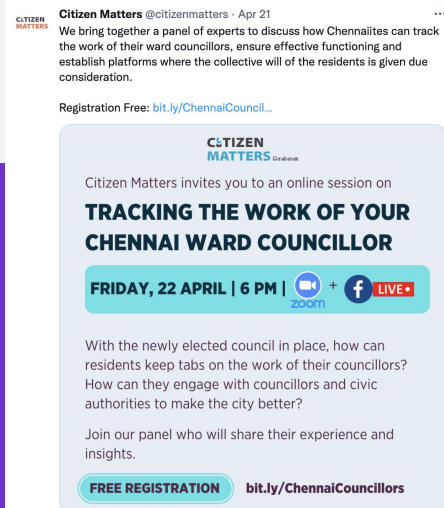 CITIZEN
MATTERS
Citizen Matters @citizenmatters · Apr 21
We bring together a panel of experts to discuss how Chennaiites can track
the work of their ward councillors, ensure effective functioning and
establish platforms where the collective will of the residents is given due
consideration.
Registration Free: bit.ly/ChennaiCouncil...
CITIZEN
MATTERS
Citizen Matters invites you to an online session on
TRACKING THE WORK OF YOUR
CHENNAI WARD COUNCILLOR
FRIDAY, 22 APRIL | 6 PM | zoom + f LIVE
With the newly elected council in place, how can
residents keep tabs on the work of their councillors?
How can they engage with councillors and civic
authorities to make the city better?
Join our panel who will share their experience and
insights.
FREE REGISTRATION bit.ly/ChennaiCouncillors